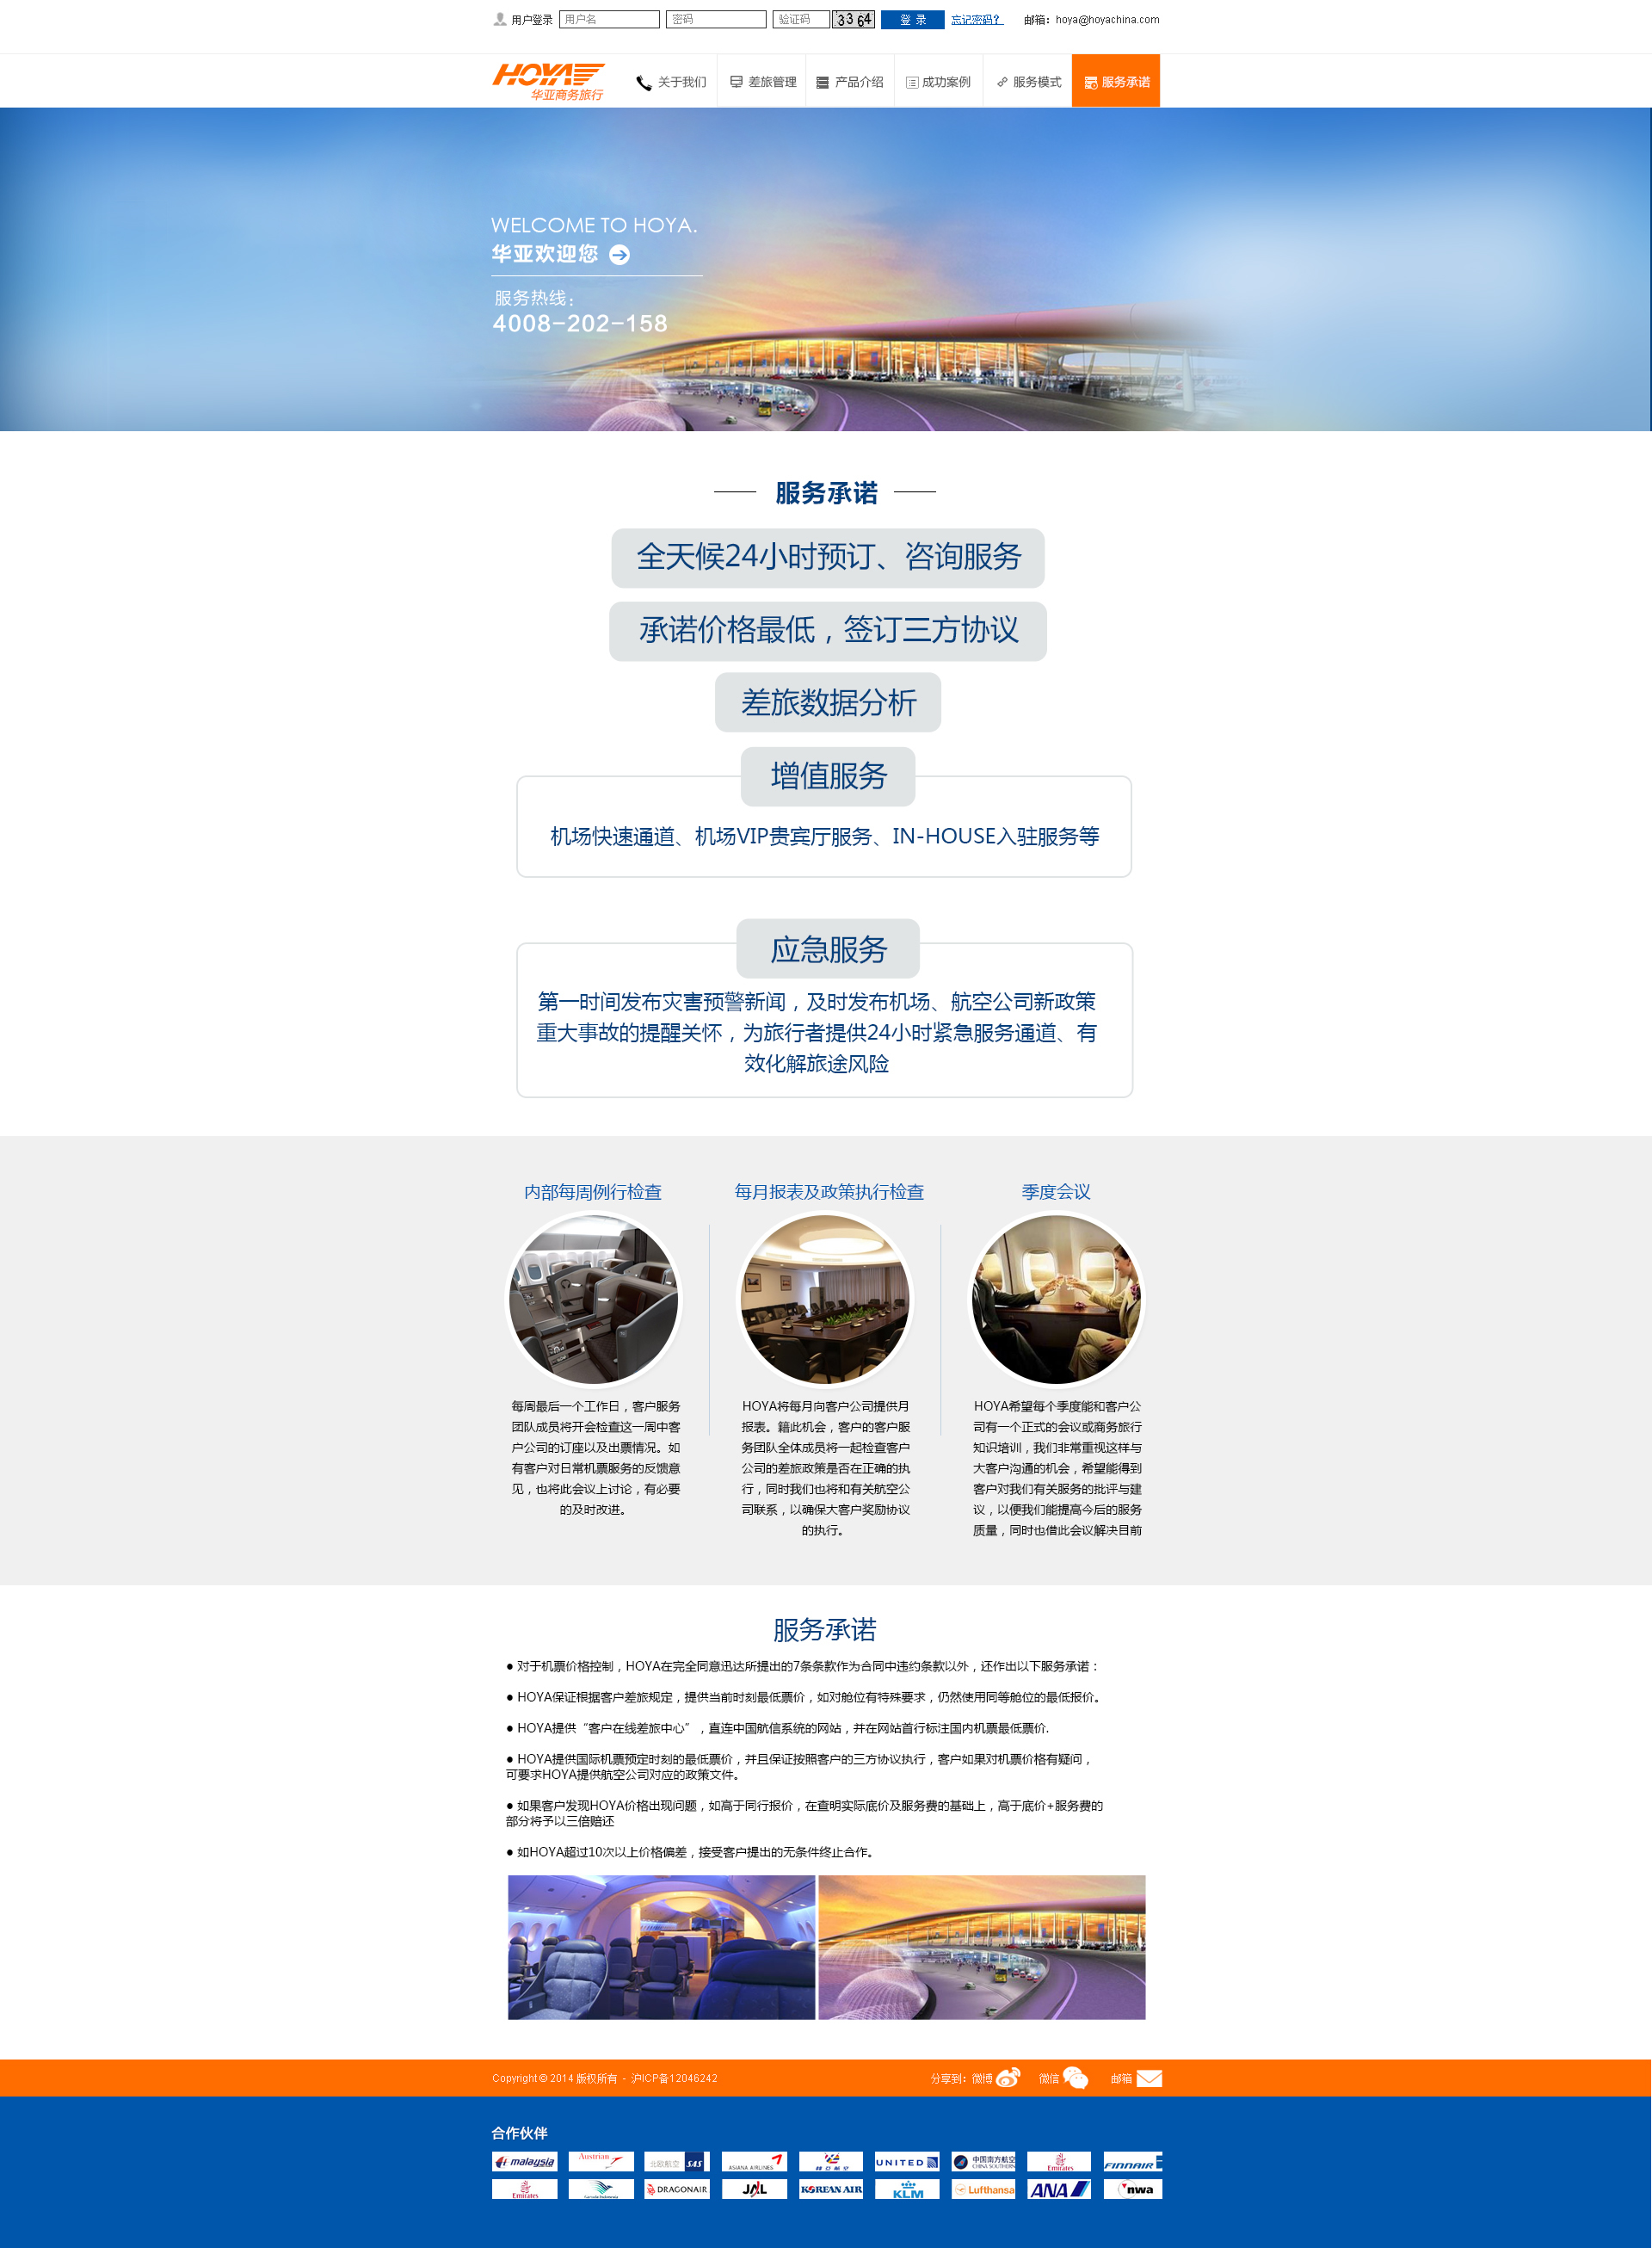 用户登录 用户名 密码 验证码 3364 登 录 忘记密码？ 邮箱：hoya@hoyachina.com
HOYA
华亚商务旅行
关于我们 差旅管理 产品介绍 成功案例 服务模式 服务承诺
WELCOME TO HOYA.
华亚欢迎您
服务热线：
4008-202-158
服务承诺
全天候24小时预订、咨询服务
承诺价格最低，签订三方协议
差旅数据分析
增值服务
机场快速通道、机场VIP贵宾厅服务、IN-HOUSE入驻服务等
应急服务
第一时间发布灾害预警新闻，及时发布机场、航空公司新政策
重大事故的提醒关怀，为旅行者提供24小时紧急服务通道、有
效化解旅途风险
内部每周例行检查
每周最后一个工作日，客户服务
团队成员将开会检查这一周中客
户公司的订座以及出票情况。如
有客户对日常机票服务的反馈意
见，也将此会议上讨论，有必要
的及时改进。
每月报表及政策执行检查
HOYA将每月向客户公司提供月
报表。籍此机会，客户的客户服
务团队全体成员将一起检查客户
公司的差旅政策是否在正确的执
行，同时我们也将和有关航空公
司联系，以确保大客户奖励协议
的执行。
季度会议
HOYA希望每个季度能和客户公
司有一个正式的会议或商务旅行
知识培训，我们非常重视这样与
大客户沟通的机会，希望能得到
客户对我们有关服务的批评与建
议，以便我们能提高今后的服务
质量，同时也借此会议解决目前
服务承诺
● 对于机票价格控制，HOYA在完全同意迅达所提出的7条条款作为合同中违约条款以外，还作出以下服务承诺：
● HOYA保证根据客户差旅规定，提供当前时刻最低票价，如对舱位有特殊要求，仍然使用同等舱位的最低报价。
● HOYA提供“客户在线差旅中心”，直连中国航信系统的网站，并在网站首行标注国内机票最低票价.
● HOYA提供国际机票预定时刻的最低票价，并且保证按照客户的三方协议执行，客户如果对机票价格有疑问，
可要求HOYA提供航空公司对应的政策文件。
● 如果客户发现HOYA价格出现问题，如高于同行报价，在查明实际底价及服务费的基础上，高于底价+服务费的
部分将予以三倍赔还
● 如HOYA超过10次以上价格偏差，接受客户提出的无条件终止合作。
Copyright © 2014 版权所有 - 沪ICP备12046242 分享到：微博 微信 邮箱
合作伙伴
malaysia Austrian 北欧航空 SAS ASIANA AIRLINES UNITED 中国南方航空 CHINA SOUTHERN Emirates FINNAIR
Emirates Garuda Indonesia DRAGONAIR JAL KOREAN AIR KLM Lufthansa ANA nwa